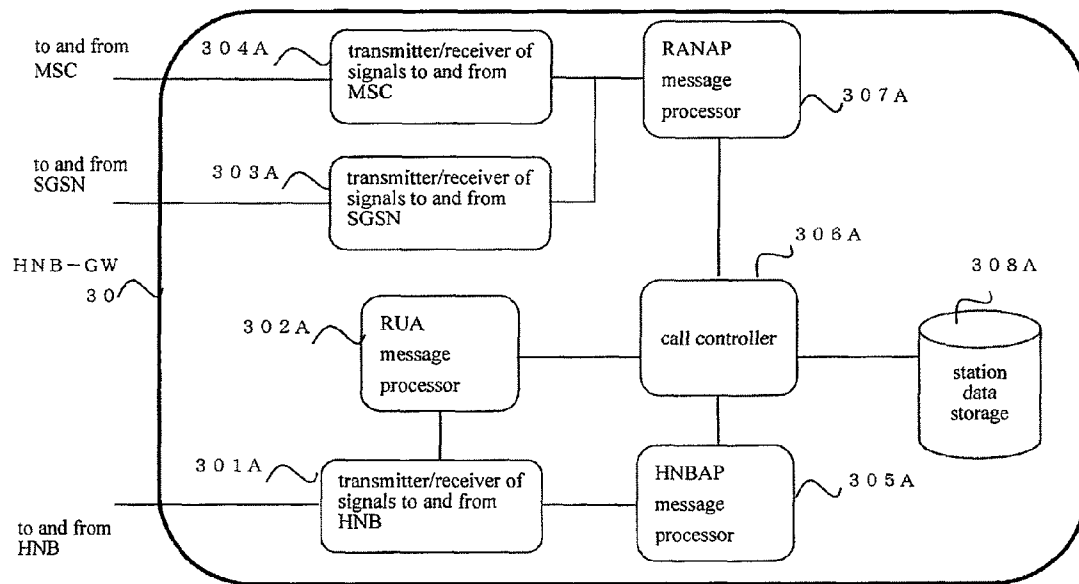 to and from
MSC
304A
transmitter/receiver of
signals to and from
MSC
RANAP
message
processor
307A
to and from
SGSN
303A
transmitter/receiver of
signals to and from
SGSN
HNB-GW
30
306A
308A
302A
RUA
message
processor
call controller
station
data
storage
301A
transmitter/receiver of
signals to and from
HNB
HNBAP
message
processor
305A
to and from
HNB